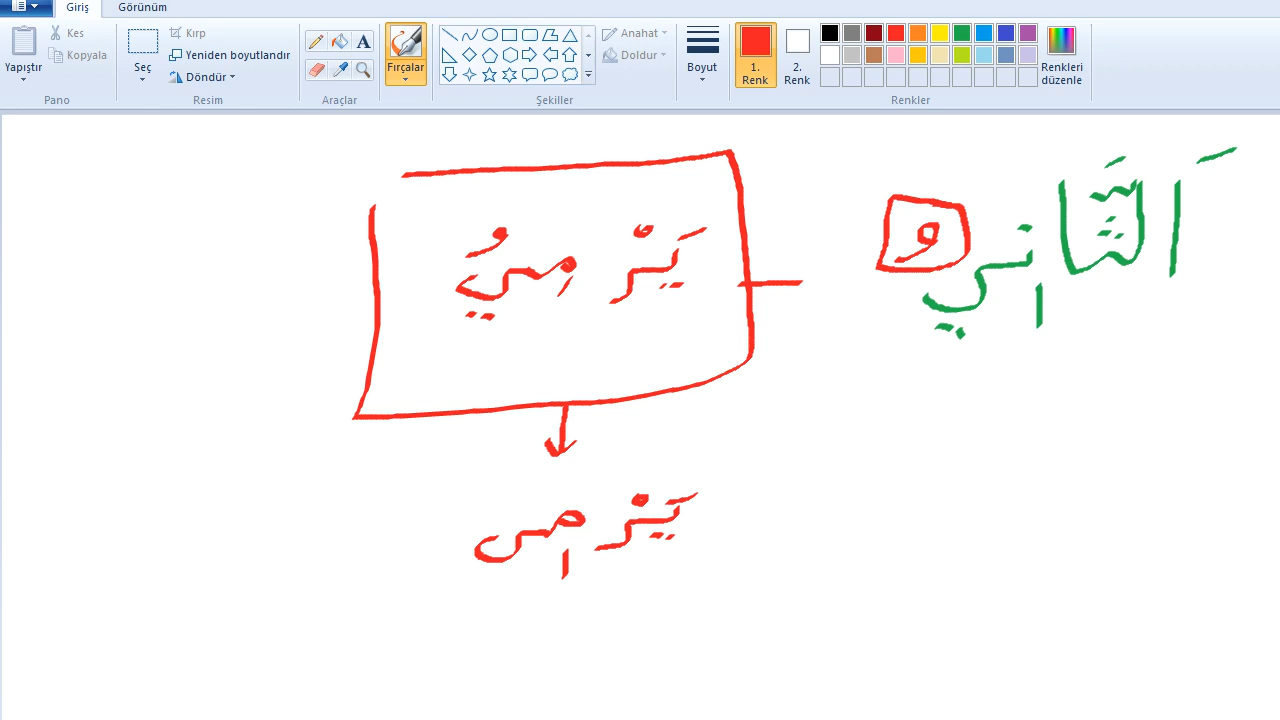 Giriş Görünüm
Yapıştır Kes Kopyala Pano
Seç Kırp Yeniden boyutlandır Döndür Resim
A Araçlar
Fırçalar
Anahat Doldur Şekiller
Boyut
1. Renk 2. Renk Renkleri düzenle Renkler
اَلثَّانِي و
يَرْمِيُ
يَرْمِى